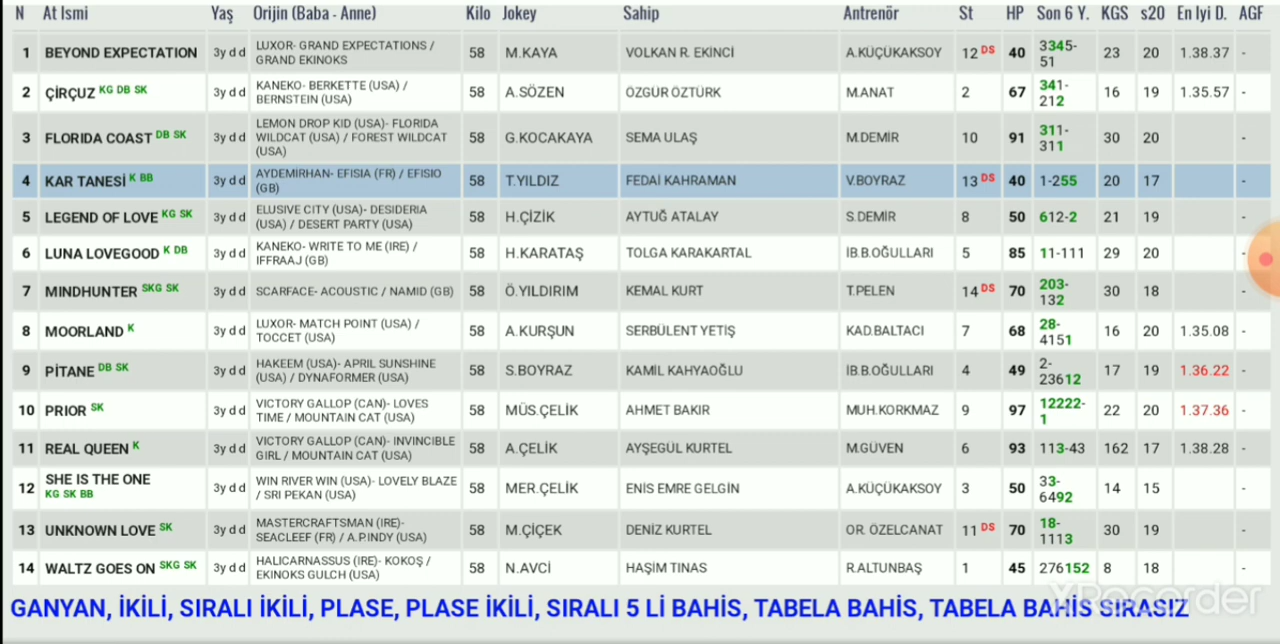 N At Ismi Yaş Orijin (Baba - Anne) Kilo Jokey Sahip Antrenör St HP Son 6 Y. KGS s20 En Iyi D. AGF
1 BEYOND EXPECTATION 3y d d LUXOR- GRAND EXPECTATIONS / GRAND EKINOKS 58 M.KAYA VOLKAN R. EKİNCİ A.KÜÇÜKAKSOY 12 DS 40 3345-51 23 20 1.38.37 -
2 ÇİRÇUZ KG DB SK 3y d d KANEKO- BERKETTE (USA) / BERNSTEIN (USA) 58 A.SÖZEN ÖZGÜR ÖZTÜRK M.ANAT 2 67 341-212 16 19 1.35.57 -
3 FLORIDA COAST DB SK 3y d d LEMON DROP KID (USA)- FLORIDA WILDCAT (USA) / FOREST WILDCAT (USA) 58 G.KOCAKAYA SEMA ULAŞ M.DEMİR 10 91 311-311 30 20 -
4 KAR TANESİ K BB 3y d d AYDEMİRHAN- EFISIA (FR) / EFISIO (GB) 58 T.YILDIZ FEDAİ KAHRAMAN V.BOYRAZ 13 DS 40 1-255 20 17 -
5 LEGEND OF LOVE KG SK 3y d d ELUSIVE CITY (USA)- DESIDERIA (USA) / DESERT PARTY (USA) 58 H.ÇİZİK AYTUĞ ATALAY S.DEMİR 8 50 612-2 21 19 -
6 LUNA LOVEGOOD K DB 3y d d KANEKO- WRITE TO ME (IRE) / IFFRAAJ (GB) 58 H.KARATAŞ TOLGA KARAKARTAL İB.B.OĞULLARI 5 85 11-111 29 20 -
7 MINDHUNTER SKG SK 3y d d SCARFACE- ACOUSTIC / NAMID (GB) 58 Ö.YILDIRIM KEMAL KURT T.PELEN 14 DS 70 203-132 30 18 -
8 MOORLAND K 3y d d LUXOR- MATCH POINT (USA) / TOCCET (USA) 58 A.KURŞUN SERBÜLENT YETİŞ KAD.BALTACI 7 68 28-4151 16 20 1.35.08 -
9 PİTANE DB SK 3y d d HAKEEM (USA)- APRIL SUNSHINE (USA) / DYNAFORMER (USA) 58 S.BOYRAZ KAMİL KAHYAOĞLU İB.B.OĞULLARI 4 49 2-23612 17 19 1.36.22 -
10 PRIOR SK 3y d d VICTORY GALLOP (CAN)- LOVES TIME / MOUNTAIN CAT (USA) 58 MÜS.ÇELİK AHMET BAKIR MUH.KORKMAZ 9 97 12222-1 22 20 1.37.36 -
11 REAL QUEEN K 3y d d VICTORY GALLOP (CAN)- INVINCIBLE GIRL / MOUNTAIN CAT (USA) 58 A.ÇELİK AYŞEGÜL KURTEL M.GÜVEN 6 93 113-43 162 17 1.38.28 -
12 SHE IS THE ONE KG SK BB 3y d d WIN RIVER WIN (USA)- LOVELY BLAZE / SRI PEKAN (USA) 58 MER.ÇELİK ENİS EMRE GELGİN A.KÜÇÜKAKSOY 3 50 33-6492 14 15 -
13 UNKNOWN LOVE SK 3y d d MASTERCRAFTSMAN (IRE)- SEACLEEF (FR) / A.P.INDY (USA) 58 M.ÇİÇEK DENİZ KURTEL OR. ÖZELCANAT 11 DS 70 18-1113 30 19 -
14 WALTZ GOES ON SKG SK 3y d d HALICARNASSUS (IRE)- KOKOŞ / EKINOKS GULCH (USA) 58 N.AVCİ HAŞİM TINAS R.ALTUNBAŞ 1 45 276152 8 18 -
GANYAN, İKİLİ, SIRALI İKİLİ, PLASE, PLASE İKİLİ, SIRALI 5 Lİ BAHİS, TABELA BAHİS, TABELA BAHİS SIRASIZ
XRecorder